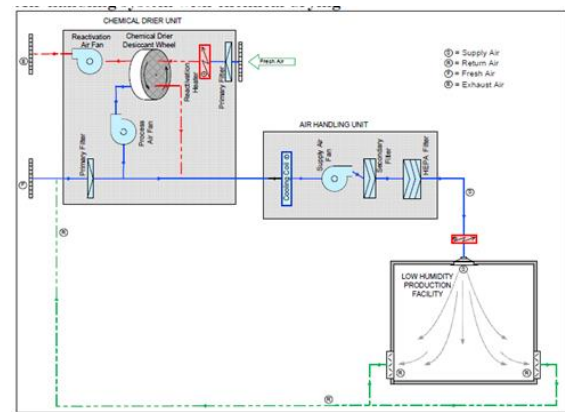 CHEMICAL DRIER UNIT
Reactivation
Air Fan
Chemical Drier
Desiccant Wheel
Reactivation
Heater
Primary Filter
Fresh Air
Process
Air Fan
Primary Filter
E
F
S = Supply Air
R = Return Air
F = Fresh Air
E = Exhaust Air
AIR HANDLING UNIT
Cooling Coil
Supply Air
Fan
Secondary
Filter
HEPA Filter
S
R
LOW HUMIDITY
PRODUCTION
FACILITY
S
R
R
R